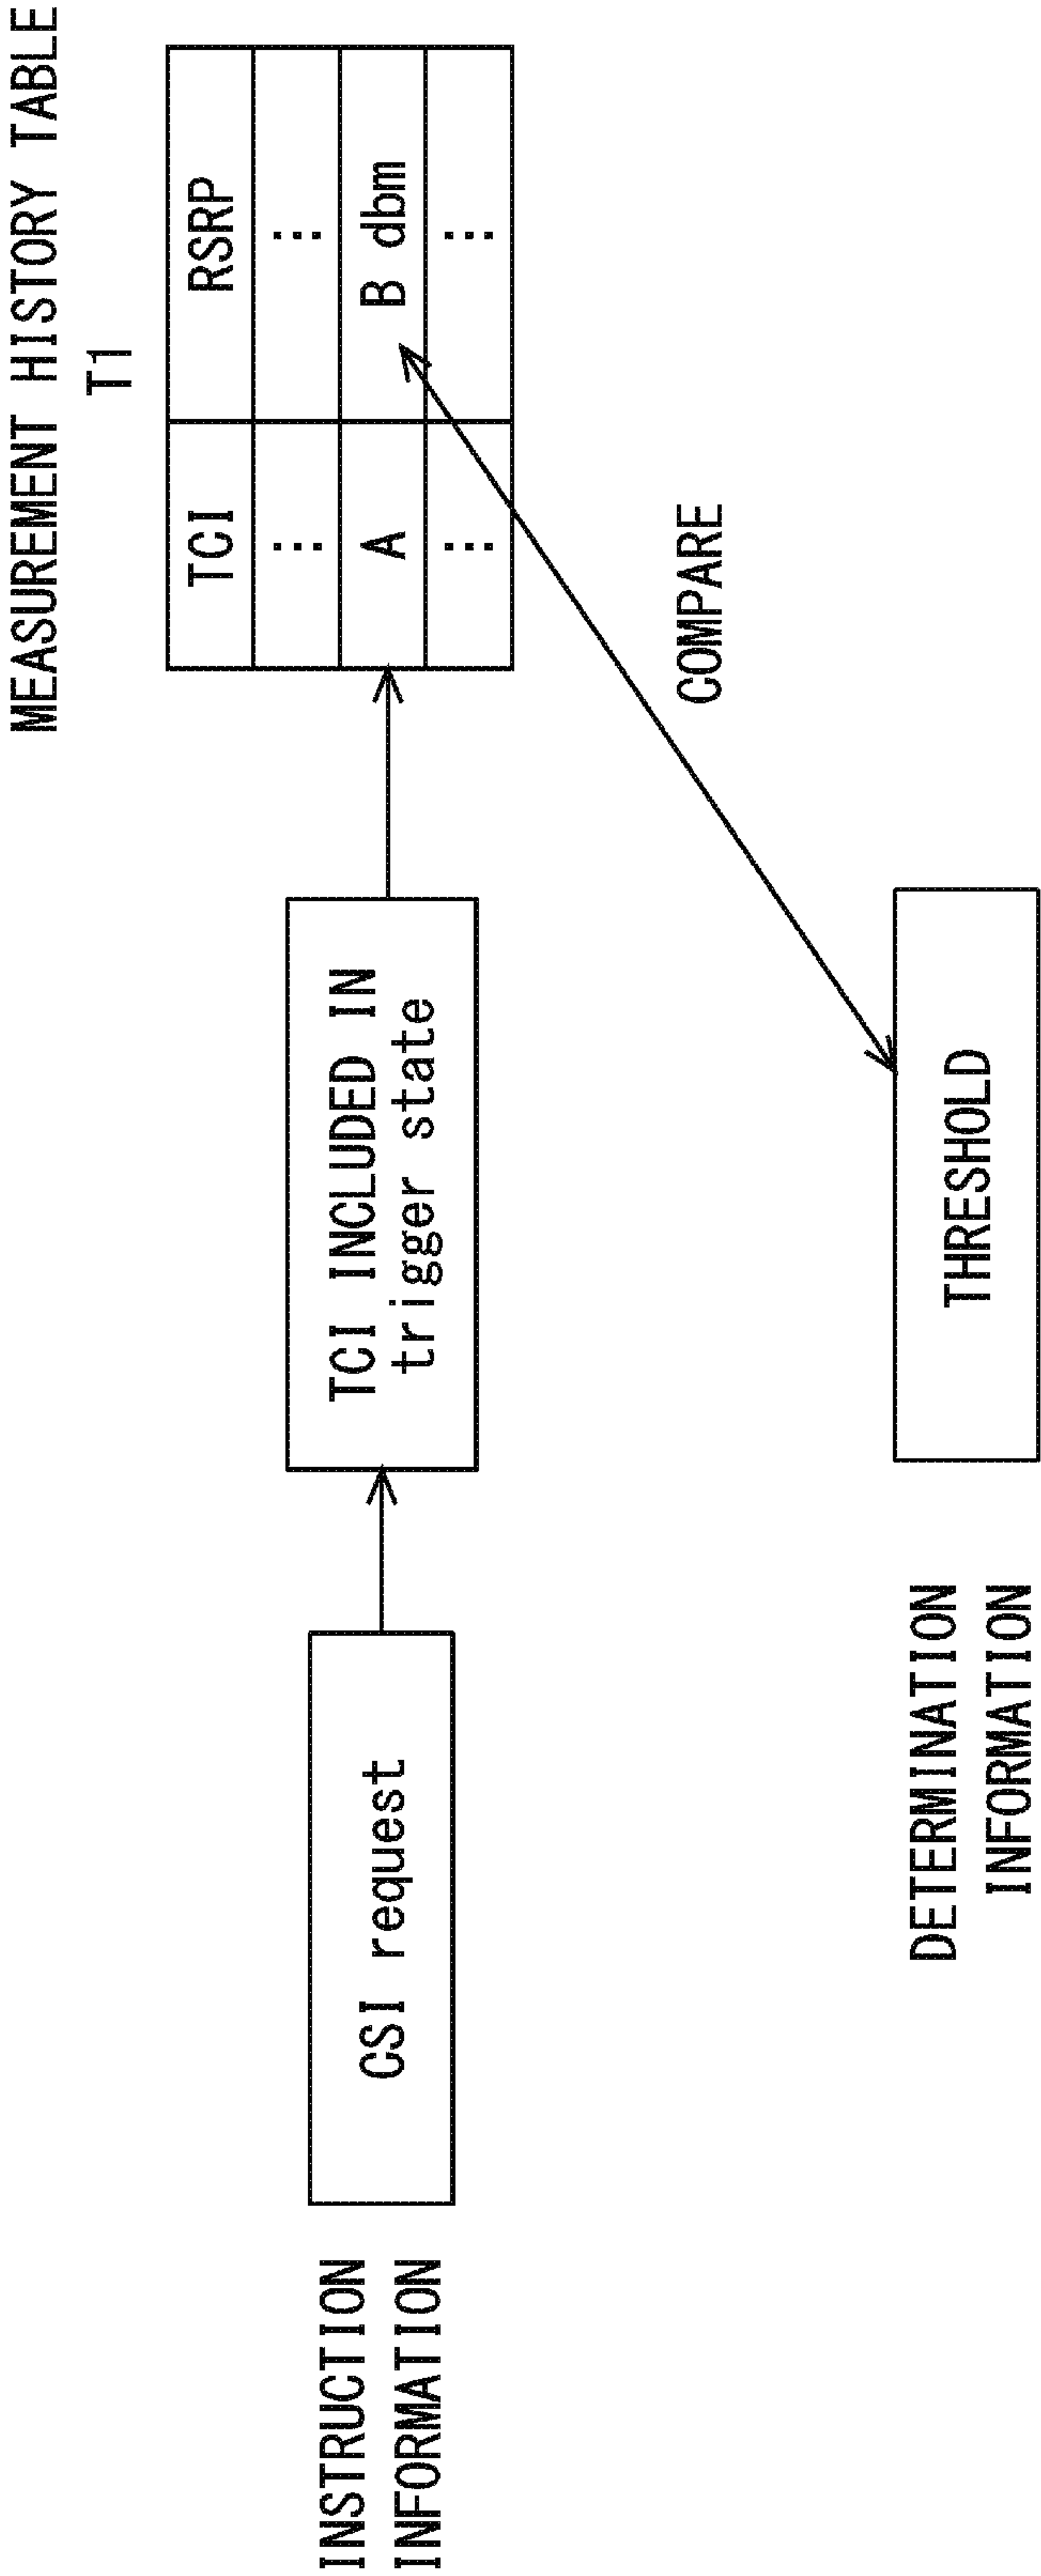 MEASUREMENT HISTORY TABLE
T1
TCI RSRP
⋮ ⋮
A B dbm
⋮ ⋮
INSTRUCTION
INFORMATION
CSI request
TCI INCLUDED IN
trigger state
COMPARE
DETERMINATION
INFORMATION
THRESHOLD